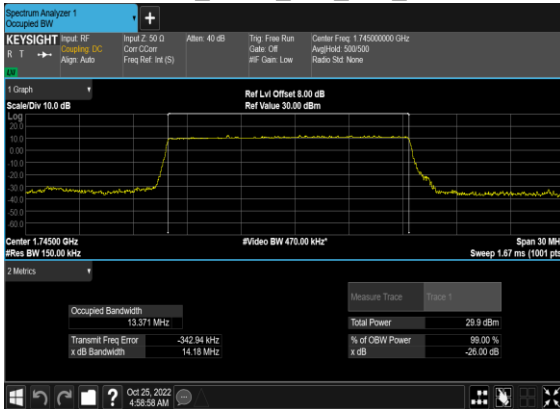 Spectrum Analyzer 1
Occupied BW
+
KEYSIGHT Input: RF Input Z: 50 Ω Atten: 40 dB Trig: Free Run Center Freq: 1.745000000 GHz
R T Coupling: DC Corr CCorr Gate: Off Avg|Hold: 500/500
Align: Auto Freq Ref: Int (S) #IF Gain: Low Radio Std: None
LW
1 Graph
Scale/Div 10.0 dB Ref Lvl Offset 8.00 dB
Ref Value 30.00 dBm
Log
20.0
10.0
0.00
-10.0
-20.0
-30.0
-40.0
-50.0
-60.0
Center 1.74500 GHz #Video BW 470.00 kHz* Span 30 MH
#Res BW 150.00 kHz Sweep 1.67 ms (1001 pts
2 Metrics
Measure Trace Trace 1
Occupied Bandwidth
13.371 MHz Total Power 29.9 dBm
Transmit Freq Error -342.94 kHz % of OBW Power 99.00 %
x dB Bandwidth 14.18 MHz x dB -26.00 dB
? Oct 25, 2022
4:58:58 AM